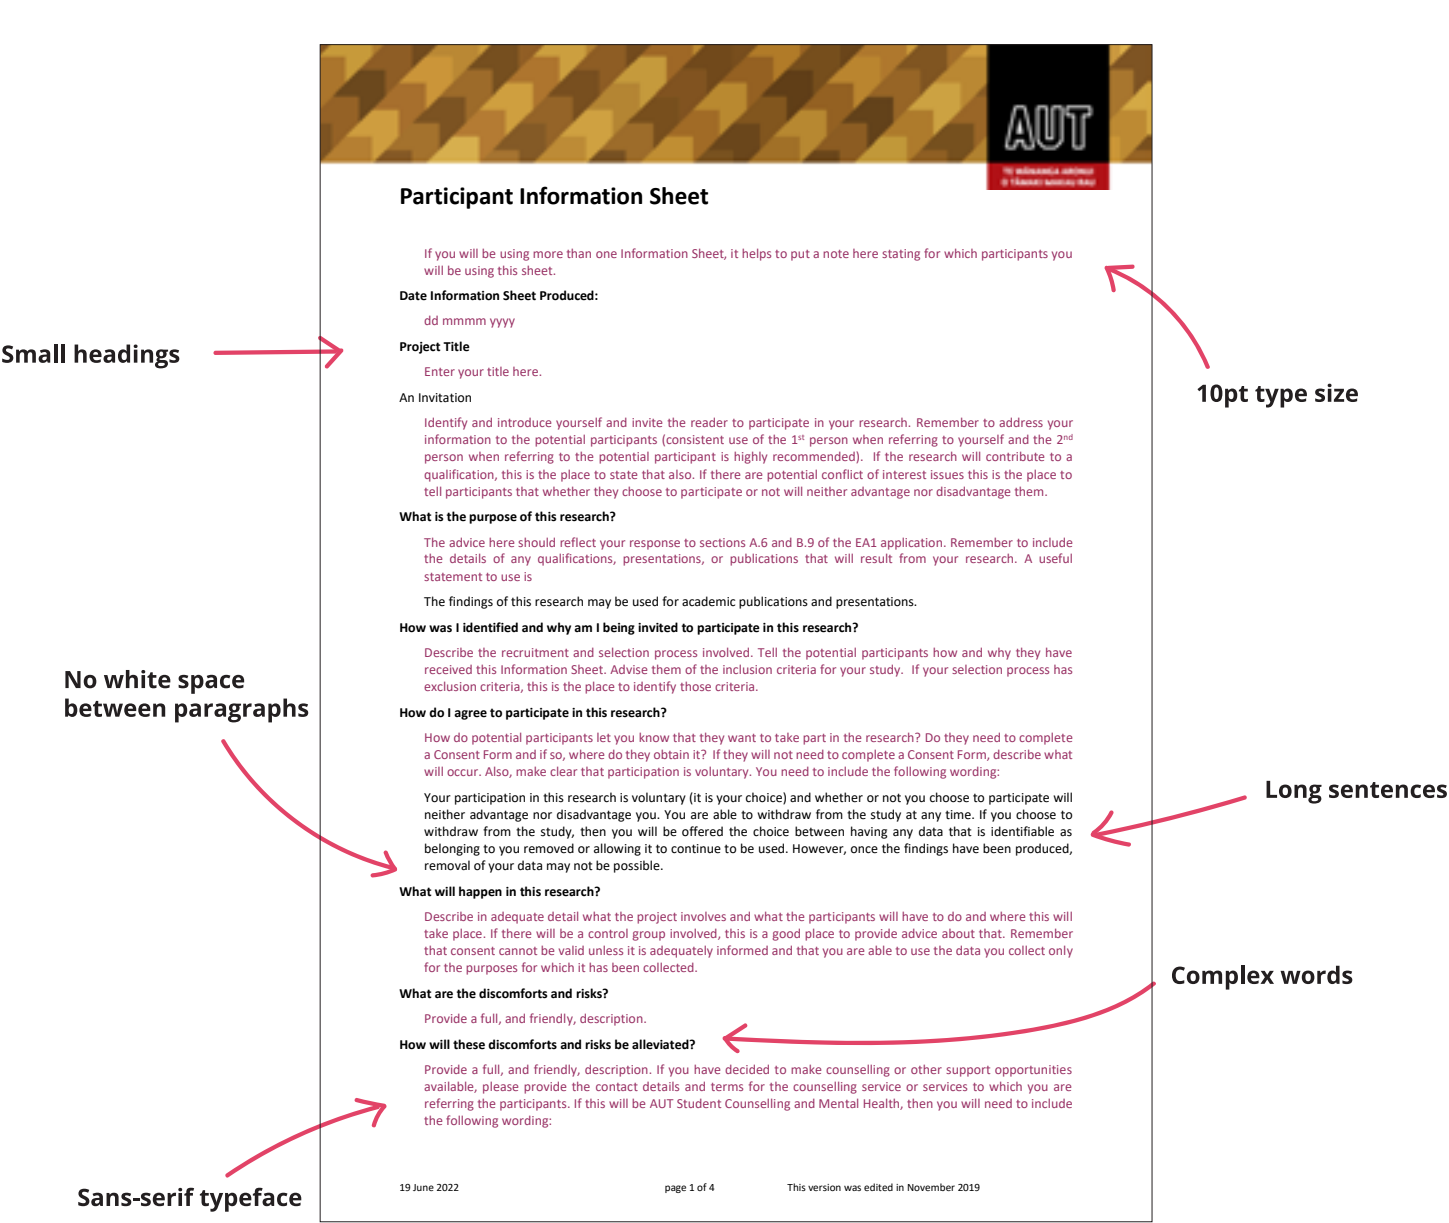 AUT
TE WĀNANGA ARONUI
O TĀMAKI MAKAU RAU
Participant Information Sheet
If you will be using more than one Information Sheet, it helps to put a note here stating for which participants you
will be using this sheet.
Date Information Sheet Produced:
dd mmmm yyyy
Small headings
Project Title
Enter your title here.
10pt type size
An Invitation
Identify and introduce yourself and invite the reader to participate in your research. Remember to address your
information to the potential participants (consistent use of the 1st person when referring to yourself and the 2nd
person when referring to the potential participant is highly recommended).  If the research will contribute to a
qualification, this is the place to state that also. If there are potential conflict of interest issues this is the place to
tell participants that whether they choose to participate or not will neither advantage nor disadvantage them.
What is the purpose of this research?
The advice here should reflect your response to sections A.6 and B.9 of the EA1 application. Remember to include
the details of any qualifications, presentations, or publications that will result from your research. A useful
statement to use is
The findings of this research may be used for academic publications and presentations.
How was I identified and why am I being invited to participate in this research?
Describe the recruitment and selection process involved. Tell the potential participants how and why they have
received this Information Sheet. Advise them of the inclusion criteria for your study.  If your selection process has
exclusion criteria, this is the place to identify those criteria.
No white space
between paragraphs
How do I agree to participate in this research?
How do potential participants let you know that they want to take part in the research? Do they need to complete
a Consent Form and if so, where do they obtain it?  If they will not need to complete a Consent Form, describe what
will occur. Also, make clear that participation is voluntary. You need to include the following wording:
Your participation in this research is voluntary (it is your choice) and whether or not you choose to participate will
neither advantage nor disadvantage you. You are able to withdraw from the study at any time. If you choose to
withdraw from the study, then you will be offered the choice between having any data that is identifiable as
belonging to you removed or allowing it to continue to be used. However, once the findings have been produced,
removal of your data may not be possible.
Long sentences
What will happen in this research?
Describe in adequate detail what the project involves and what the participants will have to do and where this will
take place. If there will be a control group involved, this is a good place to provide advice about that. Remember
that consent cannot be valid unless it is adequately informed and that you are able to use the data you collect only
for the purposes for which it has been collected.
Complex words
What are the discomforts and risks?
Provide a full, and friendly, description.
How will these discomforts and risks be alleviated?
Provide a full, and friendly, description. If you have decided to make counselling or other support opportunities
available, please provide the contact details and terms for the counselling service or services to which you are
referring the participants. If this will be AUT Student Counselling and Mental Health, then you will need to include
the following wording:
Sans-serif typeface
19 June 2022 page 1 of 4 This version was edited in November 2019